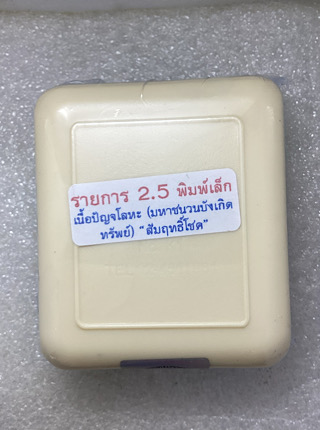 รายการ 2.5 พิมพ์เล็ก
เนื้อปัญจโลหะ (มหาชนวนบังเกิด
ทรัพย์) "สัมฤทธิ์โชค"